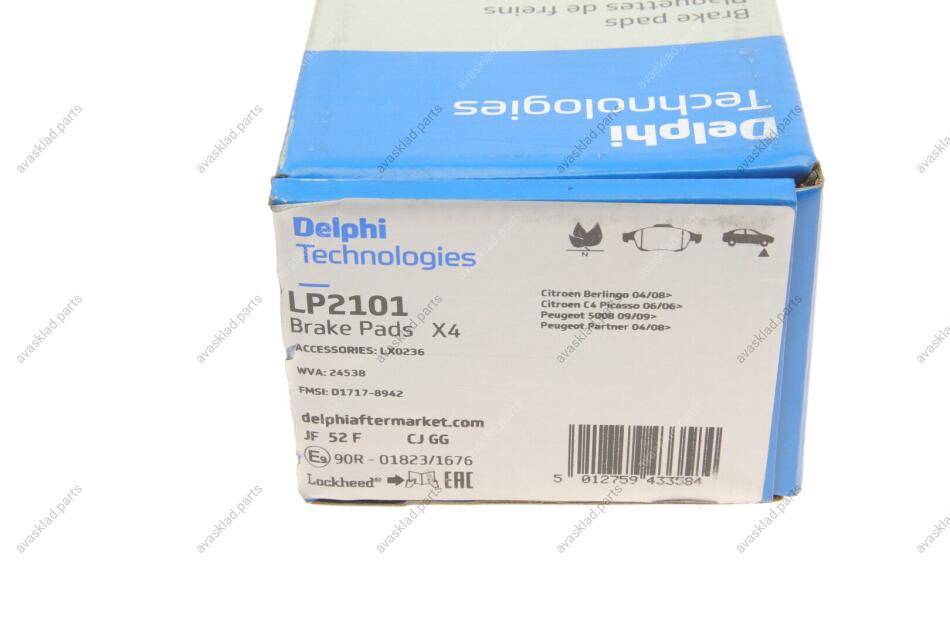 Brake pads
Plaquettes de freins
Delphi
Technologies
Delphi
Technologies
LP2101
Brake Pads X4
ACCESSORIES: LX0236
WVA: 24538
FMSI: D1717-8942
delphiaftermarket.com
JF 52 F CJ GG
E9 90R - 01823/1676
Lockheed® EAC
N
Citroen Berlingo 04/08>
Citroen C4 Picasso 06/06>
Peugeot 5008 09/09>
Peugeot Partner 04/08>
5 012759 433584
avasklad.parts